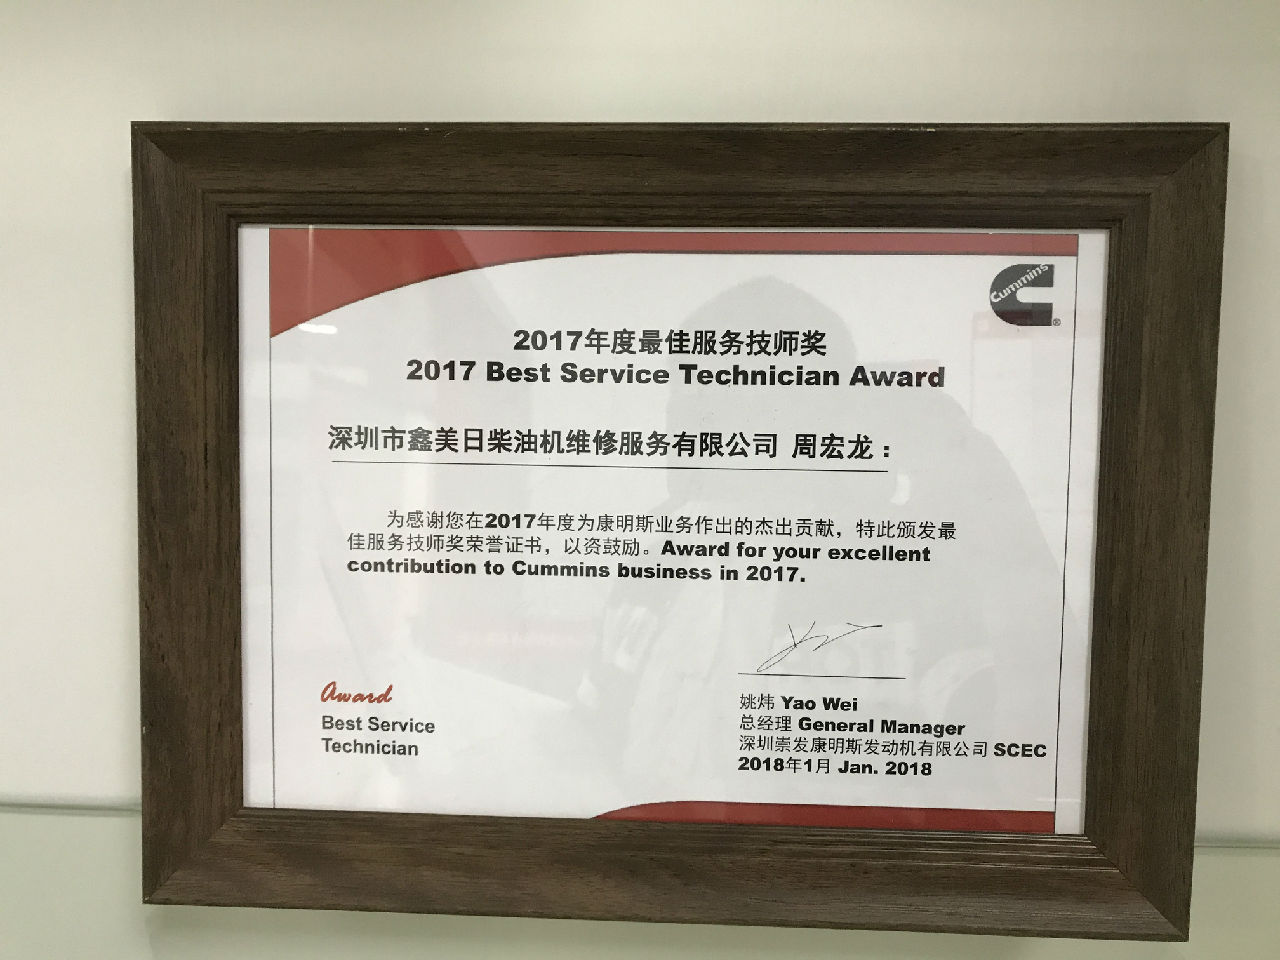 Cummins
®
2017年度最佳服务技师奖
2017 Best Service Technician Award
深圳市鑫美日柴油机维修服务有限公司 周宏龙：
为感谢您在2017年度为康明斯业务作出的杰出贡献，特此颁发最
佳服务技师奖荣誉证书，以资鼓励。Award for your excellent
contribution to Cummins business in 2017.
Award
Best Service
Technician
姚炜 Yao Wei
总经理 General Manager
深圳崇发康明斯发动机有限公司 SCEC
2018年1月 Jan. 2018